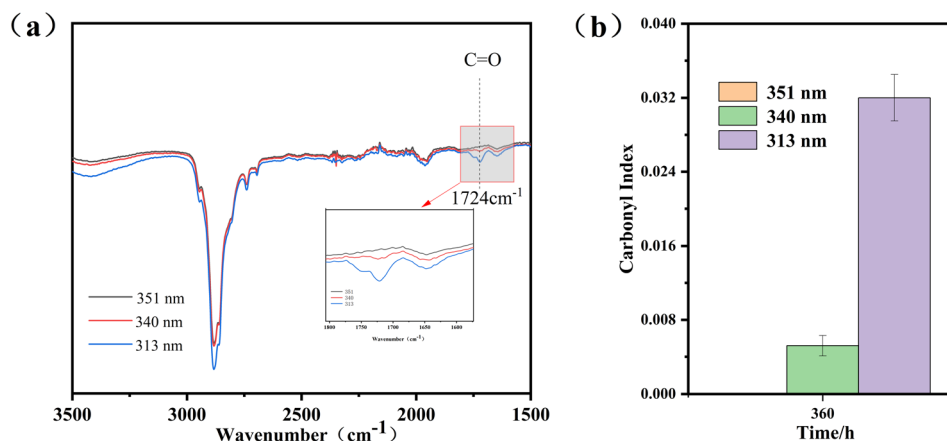 (a)
C=O
1724cm-1
351 nm
340 nm
313 nm
351
340
313
1800 1750 1700 1650 1600
Wavenumber (cm-1)
3500 3000 2500 2000 1500
Wavenumber（cm-1）
(b)
0.040
0.032
0.024
0.016
0.008
0.000
Carbonyl Index
351 nm
340 nm
313 nm
360
Time/h